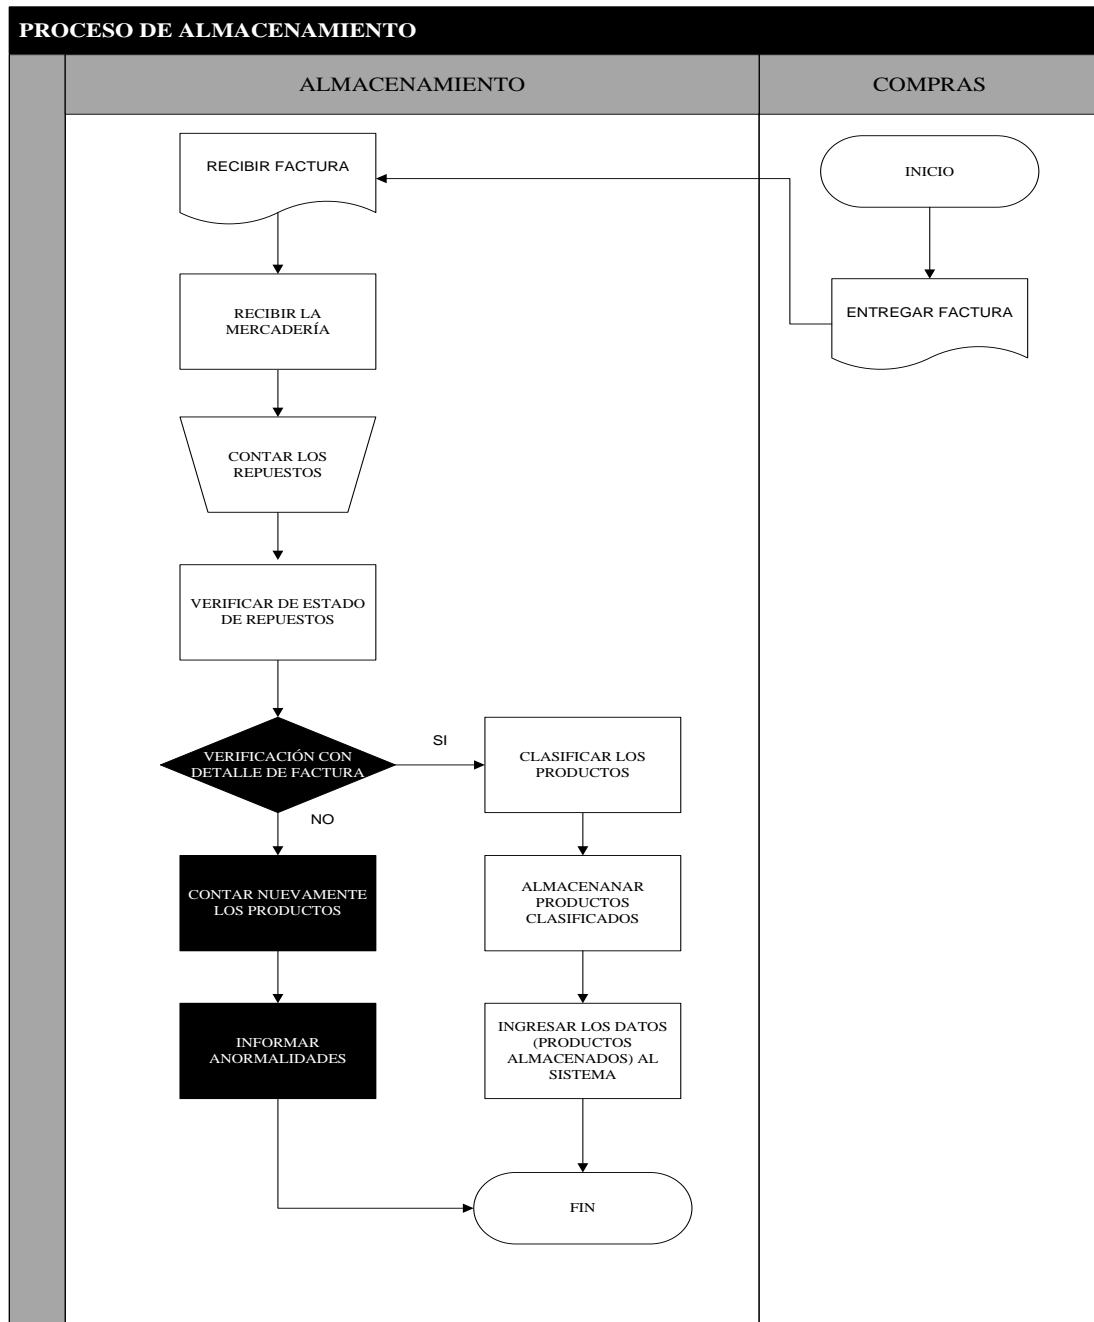 PROCESO DE ALMACENAMIENTO
ALMACENAMIENTO
COMPRAS
RECIBIR FACTURA
INICIO
ENTREGAR FACTURA
RECIBIR LA
MERCADERÍA
CONTAR LOS
REPUESTOS
VERIFICAR DE ESTADO
DE REPUESTOS
VERIFICACIÓN CON
DETALLE DE FACTURA
SI
CLASIFICAR LOS
PRODUCTOS
NO
CONTAR NUEVAMENTE
LOS PRODUCTOS
ALMACENANAR
PRODUCTOS
CLASIFICADOS
INFORMAR
ANORMALIDADES
INGRESAR LOS DATOS
(PRODUCTOS
ALMACENADOS) AL
SISTEMA
FIN